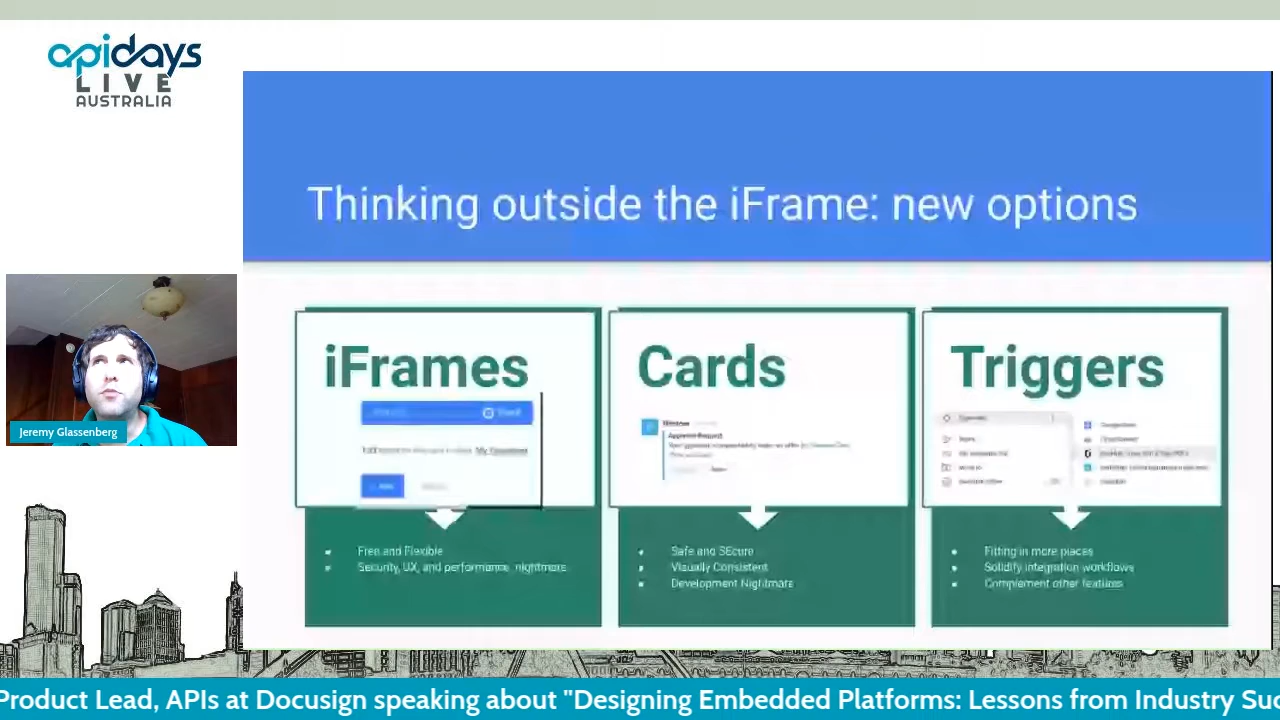 apidays
LIVE
AUSTRALIA
Thinking outside the iFrame: new options
iFrames
Cards
Triggers
Approval Request
• Free and Flexible
• Security, UX, and performance nightmare
• Safe and SEcure
• Visually Consistent
• Development Nightmare
• Fitting in more places
• Solidify integration workflows
• Complement other features
Jeremy Glassenberg
Product Lead, APIs at Docusign speaking about "Designing Embedded Platforms: Lessons from Industry Suc